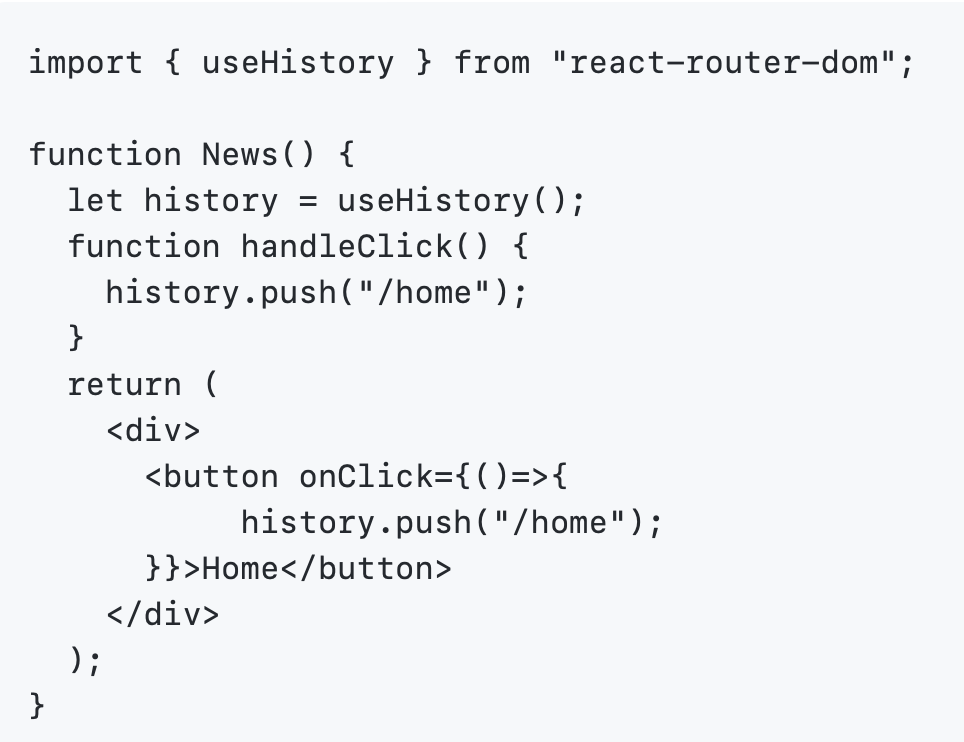 import { useHistory } from "react-router-dom";

function News() {
  let history = useHistory();
  function handleClick() {
    history.push("/home");
  }
  return (
    <div>
      <button onClick={()=>{
           history.push("/home");
      }}>Home</button>
    </div>
  );
}